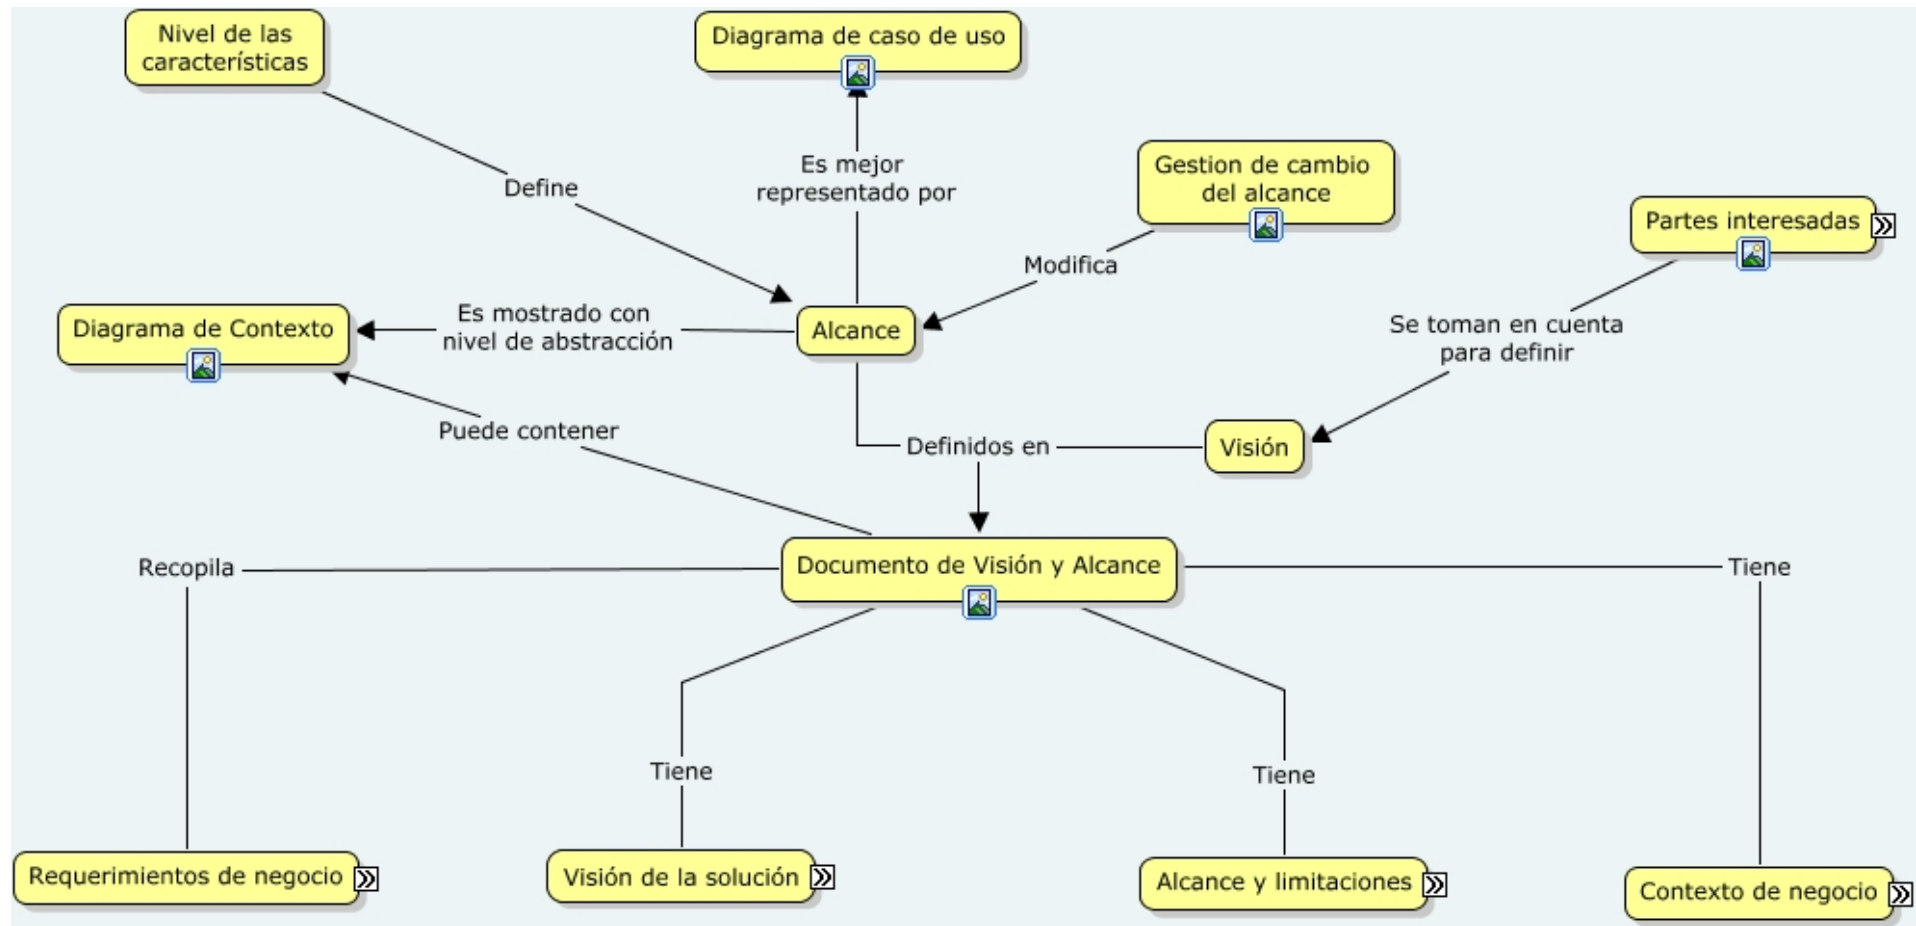 Nivel de las
características
Diagrama de caso de uso
Es mejor
representado por
Gestion de cambio
del alcance
Define
Partes interesadas
Modifica
Diagrama de Contexto
Es mostrado con
nivel de abstracción
Alcance
Se toman en cuenta
para definir
Puede contener
Definidos en
Visión
Recopila
Documento de Visión y Alcance
Tiene
Tiene
Tiene
Requerimientos de negocio
Visión de la solución
Alcance y limitaciones
Contexto de negocio